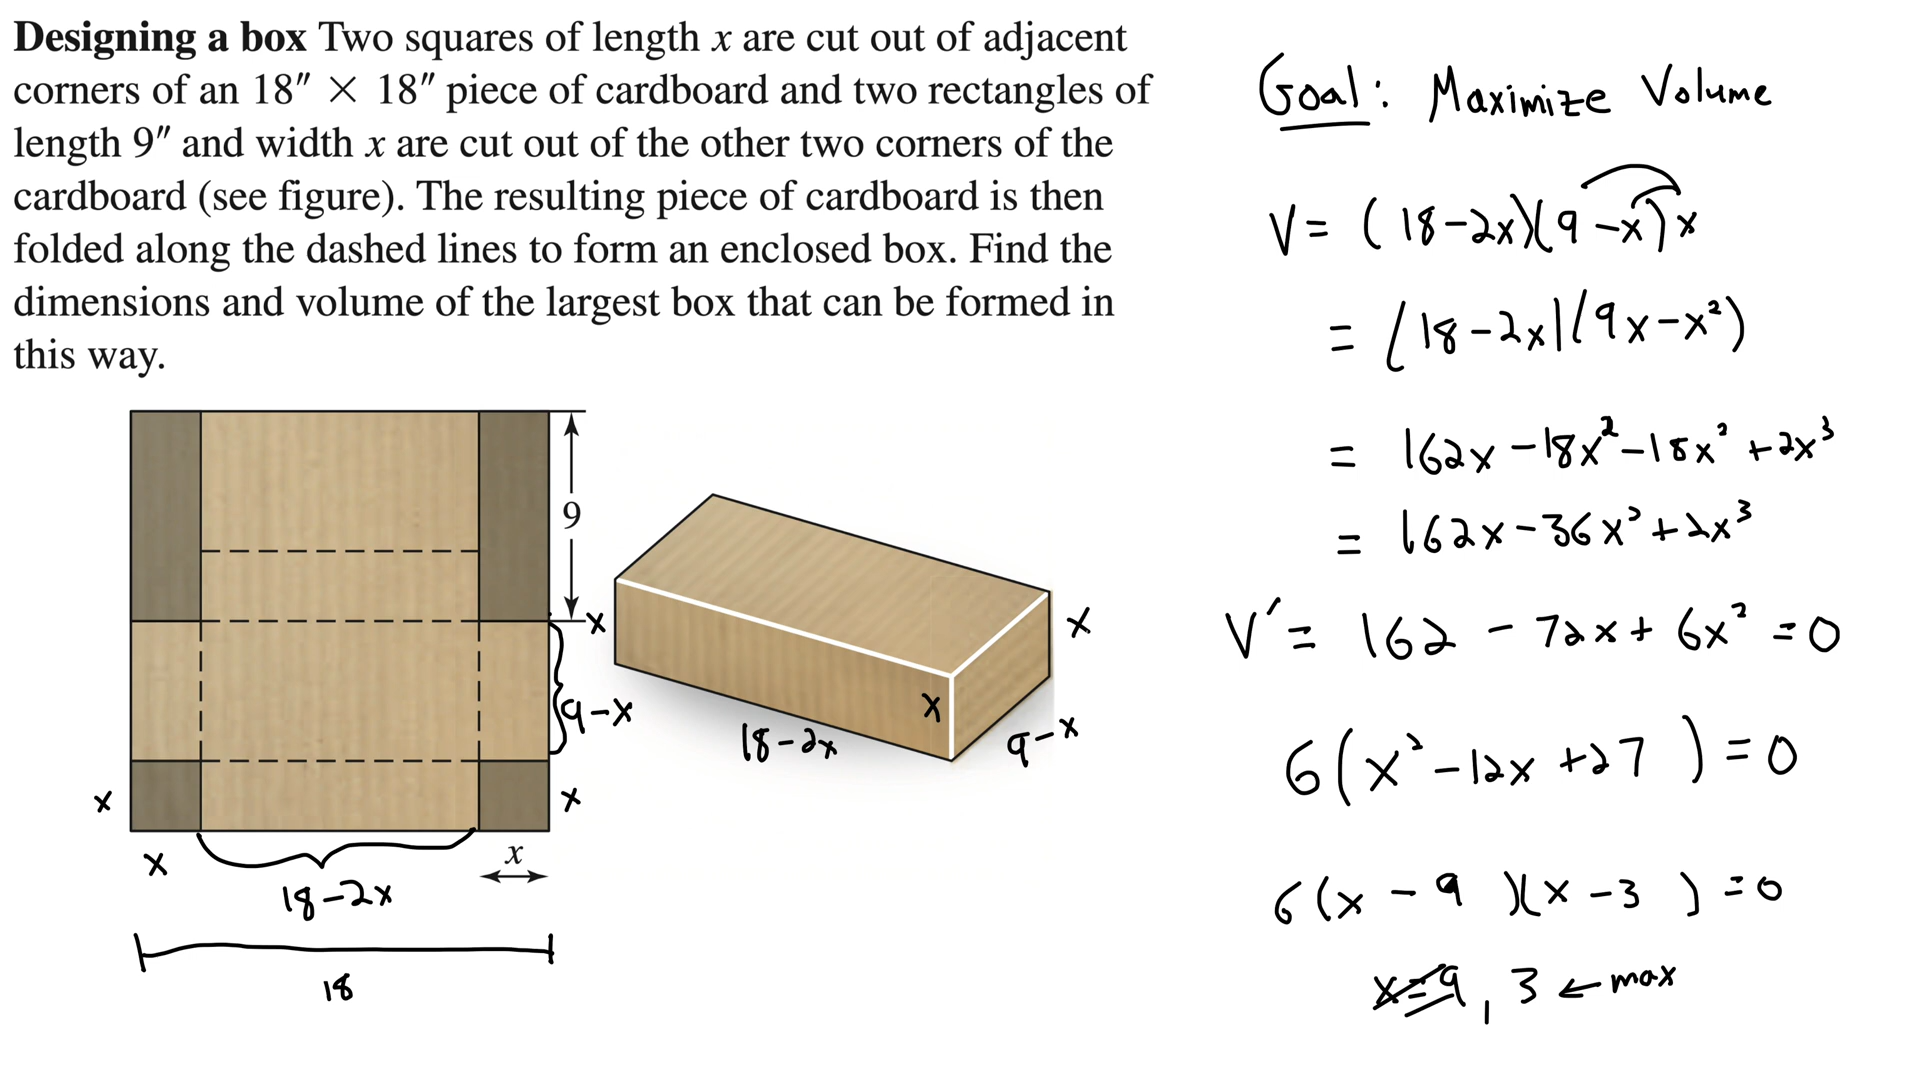 Designing a box Two squares of length x are cut out of adjacent
corners of an 18″ × 18″ piece of cardboard and two rectangles of
length 9″ and width x are cut out of the other two corners of the
cardboard (see figure). The resulting piece of cardboard is then
folded along the dashed lines to form an enclosed box. Find the
dimensions and volume of the largest box that can be formed in
this way.
9
x
x
x
9-x
18-2x
9-x
x
x
x
x
18-2x
18
Goal: Maximize Volume
V = (18-2x)(9-x)x
= (18-2x)(9x-x²)
= 162x-18x²-18x²+2x³
= 162x-36x²+2x³
V′ = 162 - 72x + 6x² = 0
6(x²-12x+27) = 0
6(x-9)(x-3) = 0
x=9, 3 ← max